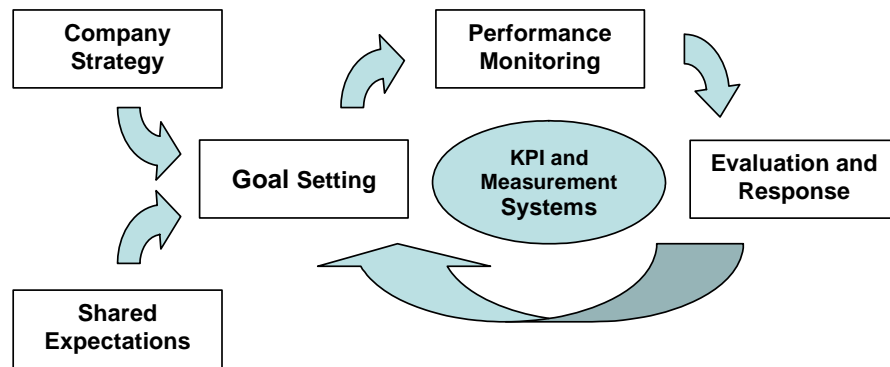 Company
Strategy
Performance
Monitoring
Goal Setting
KPI and
Measurement
Systems
Evaluation and
Response
Shared
Expectations